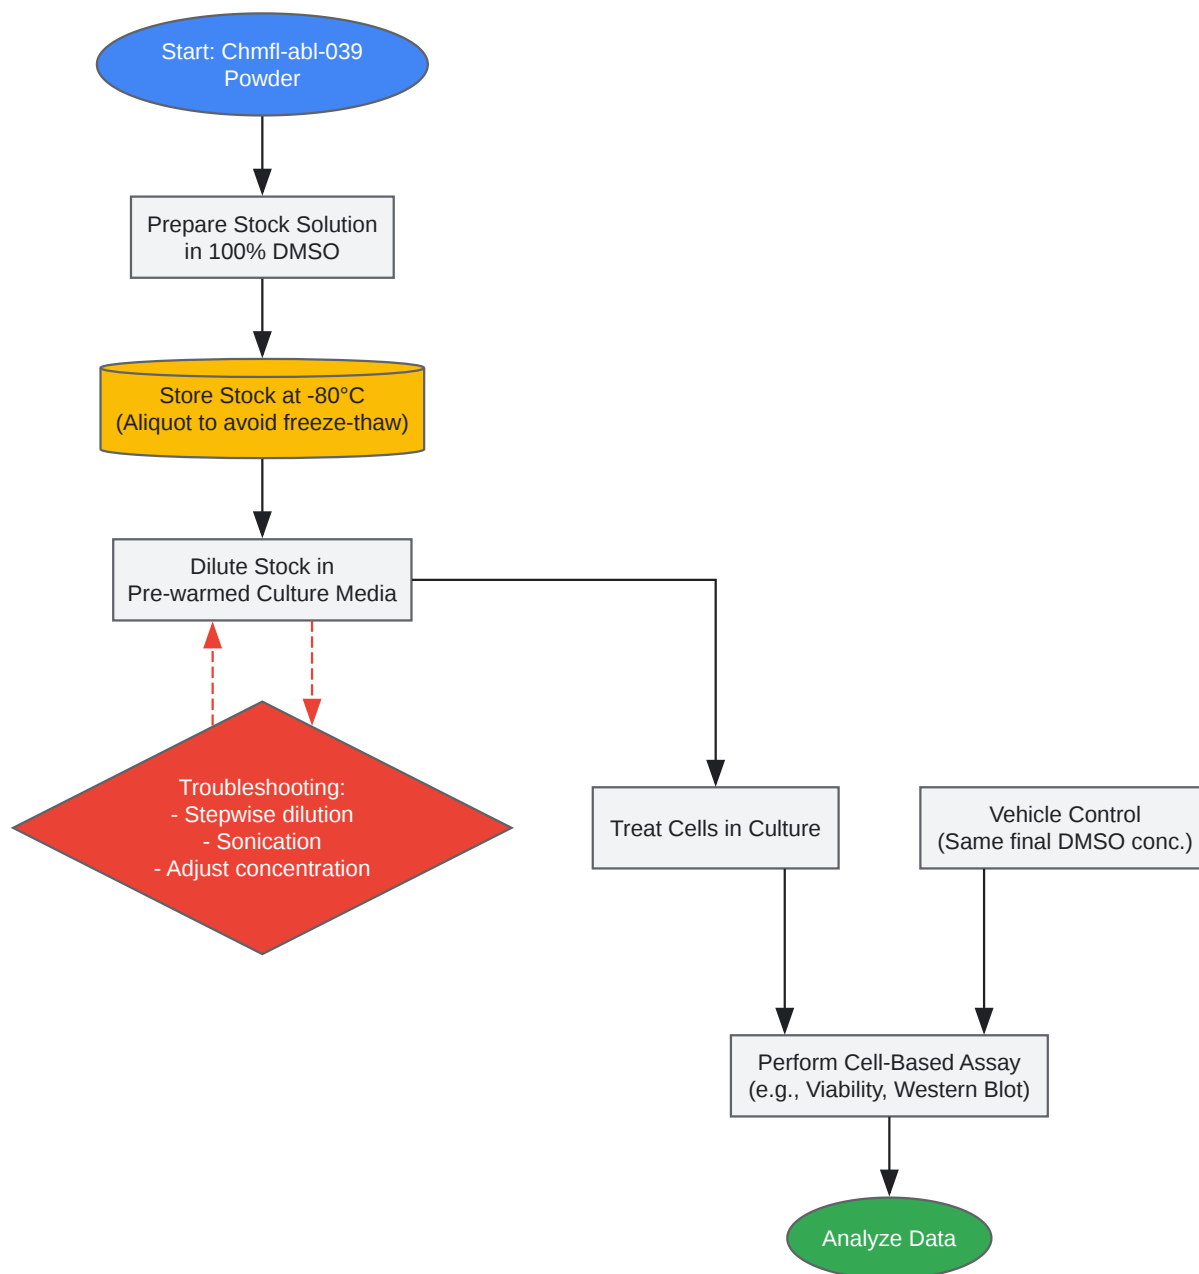 Start: Chmfl-abl-039
Powder
Prepare Stock Solution
in 100% DMSO
Store Stock at -80°C
(Aliquot to avoid freeze-thaw)
Dilute Stock in
Pre-warmed Culture Media
Troubleshooting:
- Stepwise dilution
- Sonication
- Adjust concentration
Treat Cells in Culture
Vehicle Control
(Same final DMSO conc.)
Perform Cell-Based Assay
(e.g., Viability, Western Blot)
Analyze Data